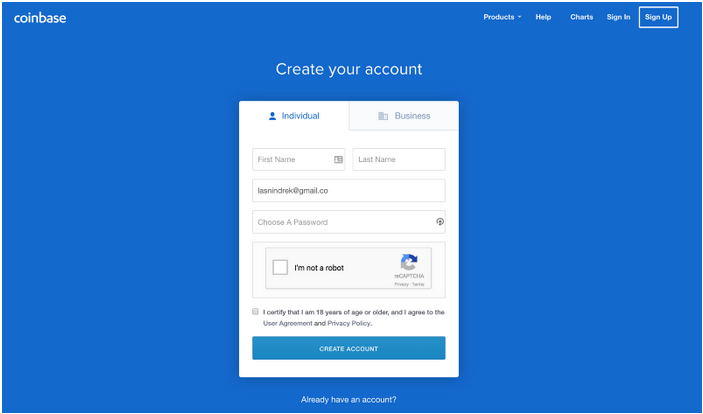 coinbase
Products Help Charts Sign In Sign Up
Create your account
Individual Business
First Name Last Name
lasnindrek@gmail.co
Choose A Password
I'm not a robot
reCAPTCHA
Privacy - Terms
I certify that I am 18 years of age or older, and I agree to the
User Agreement and Privacy Policy.
CREATE ACCOUNT
Already have an account?